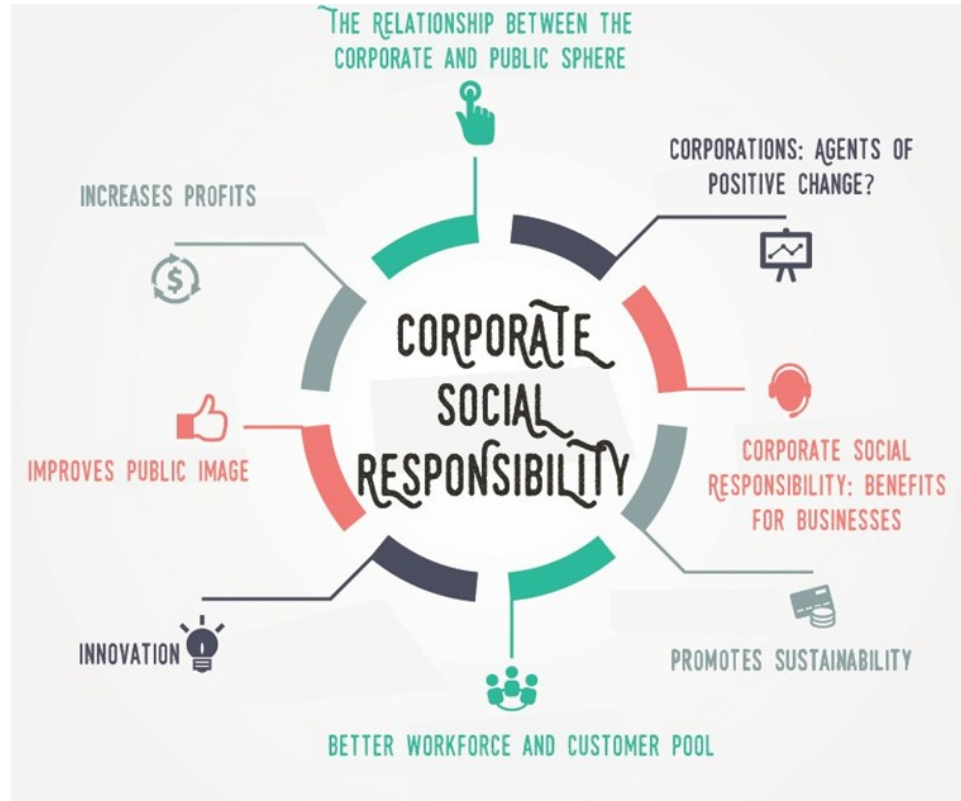 THE RELATIONSHIP BETWEEN THE
CORPORATE AND PUBLIC SPHERE
CORPORATIONS: AGENTS OF
POSITIVE CHANGE?
INCREASES PROFITS
$
CORPORATE
SOCIAL
RESPONSIBILITY
IMPROVES PUBLIC IMAGE
CORPORATE SOCIAL
RESPONSIBILITY: BENEFITS
FOR BUSINESSES
INNOVATION
PROMOTES SUSTAINABILITY
BETTER WORKFORCE AND CUSTOMER POOL